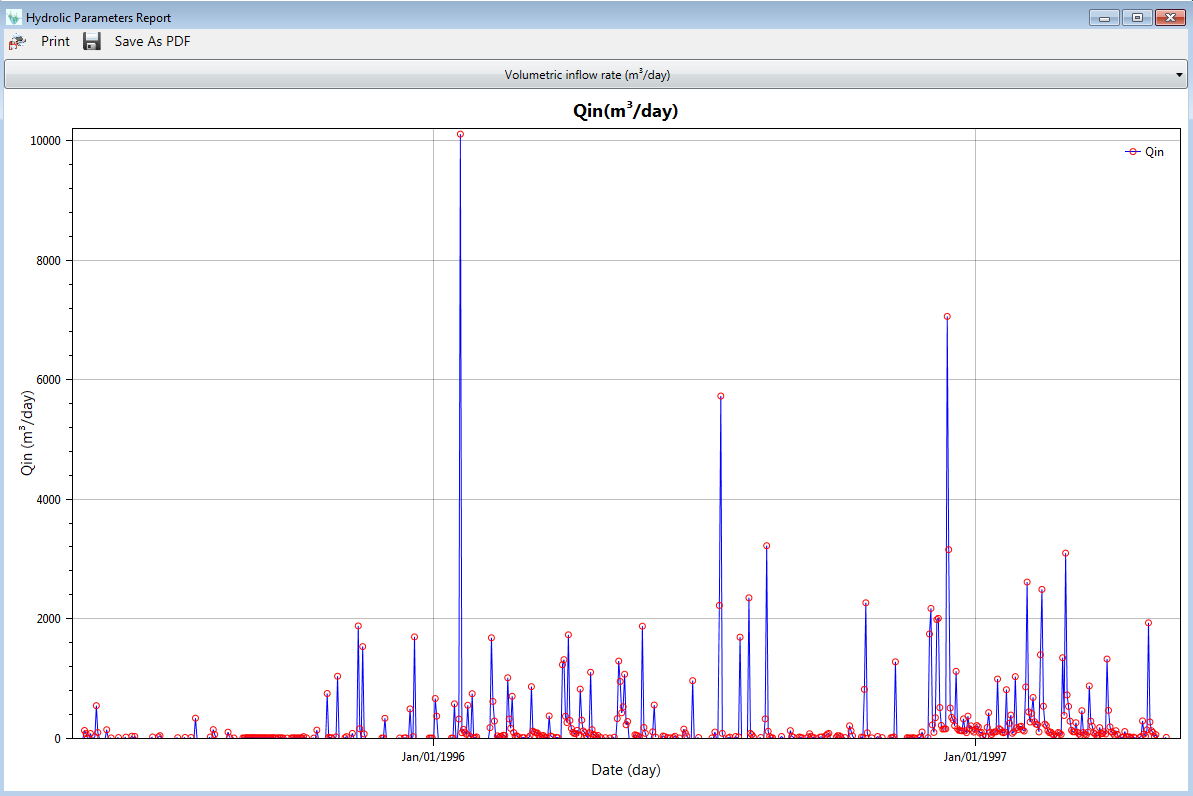 Hydrolic Parameters Report
Print Save As PDF
Volumetric inflow rate (m³/day)
Qin(m³/day)
10000
8000
6000
4000
2000
0
Qin (m³/day)
Qin
Jan/01/1996
Jan/01/1997
Date (day)